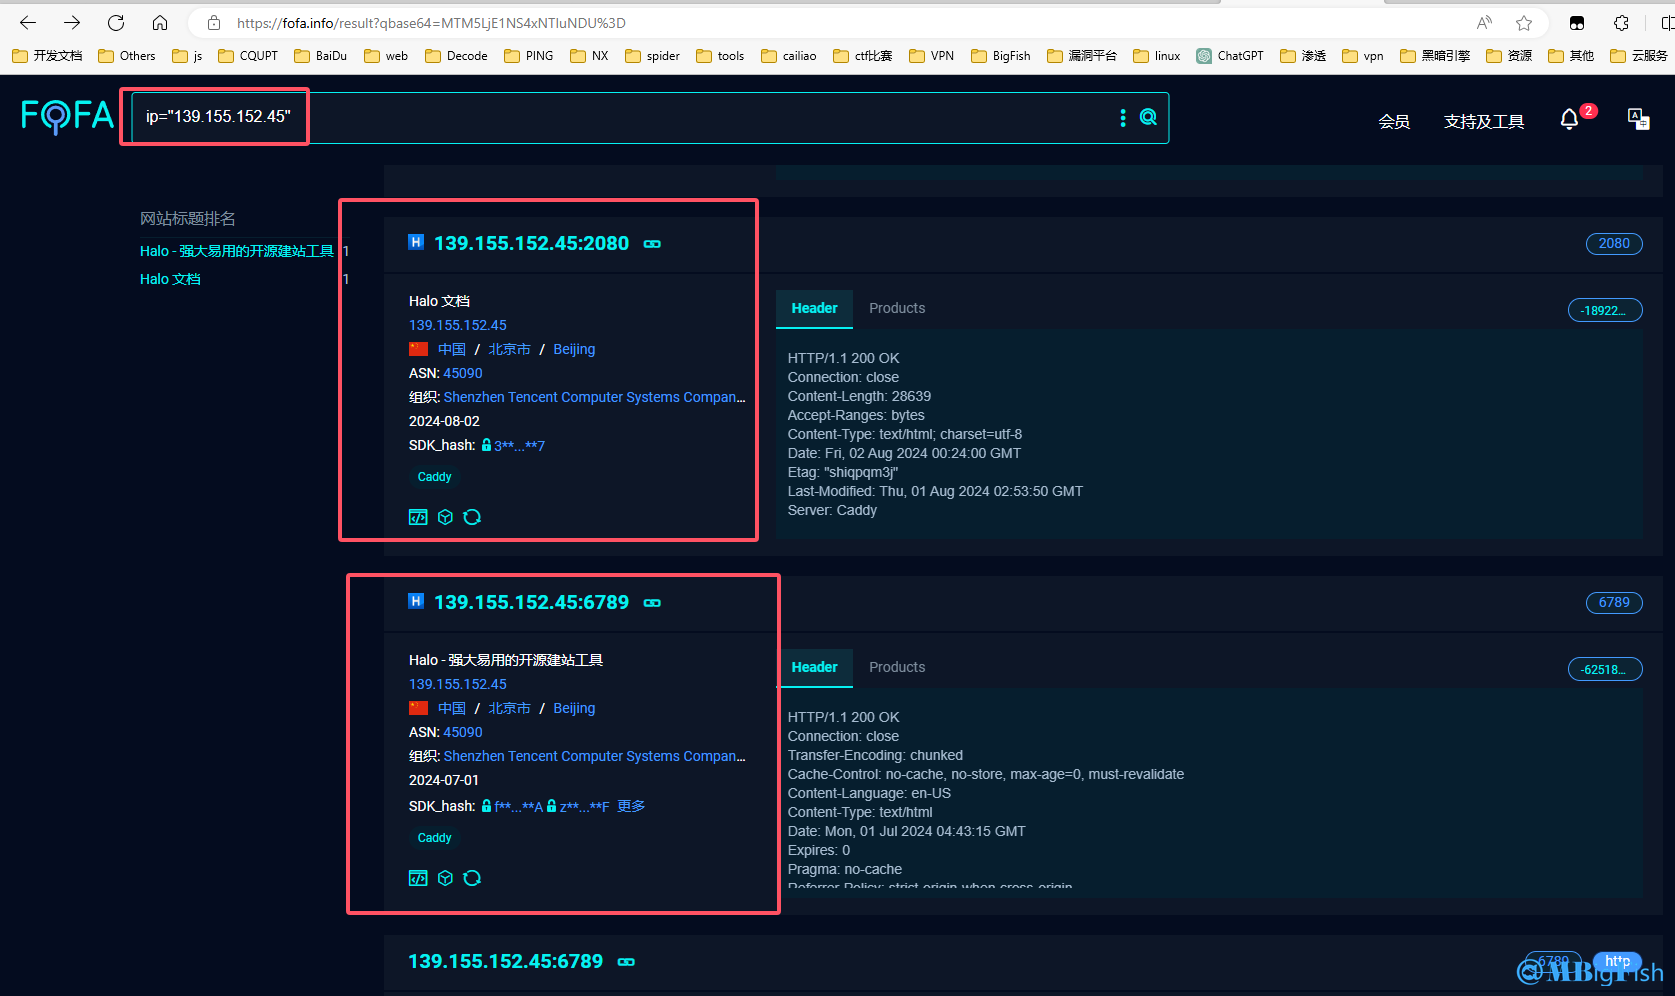 https://fofa.info/result?qbase64=MTM5LjE1NS4xNTIuNDU%3D
开发文档 Others js CQUPT BaiDu web Decode PING NX spider tools cailiao ctf比赛 VPN BigFish 漏洞平台 linux ChatGPT 渗透 vpn 黑暗引擎 资源 其他 云服务
FOFA
ip="139.155.152.45"
会员 支持及工具 2
网站标题排名
Halo - 强大易用的开源建站工具 1
Halo 文档 1
139.155.152.45:2080 2080
Halo 文档
139.155.152.45
中国 / 北京市 / Beijing
ASN: 45090
组织: Shenzhen Tencent Computer Systems Compan...
2024-08-02
SDK_hash: 3**...**7
Caddy
Header Products -18922...
HTTP/1.1 200 OK
Connection: close
Content-Length: 28639
Accept-Ranges: bytes
Content-Type: text/html; charset=utf-8
Date: Fri, 02 Aug 2024 00:24:00 GMT
Etag: "shiqpqm3j"
Last-Modified: Thu, 01 Aug 2024 02:53:50 GMT
Server: Caddy
139.155.152.45:6789 6789
Halo - 强大易用的开源建站工具
139.155.152.45
中国 / 北京市 / Beijing
ASN: 45090
组织: Shenzhen Tencent Computer Systems Compan...
2024-07-01
SDK_hash: f**...**A z**...**F 更多
Caddy
Header Products -62518...
HTTP/1.1 200 OK
Connection: close
Transfer-Encoding: chunked
Cache-Control: no-cache, no-store, max-age=0, must-revalidate
Content-Language: en-US
Content-Type: text/html
Date: Mon, 01 Jul 2024 04:43:15 GMT
Expires: 0
Pragma: no-cache
Referrer-Policy: strict-origin-when-cross-origin
139.155.152.45:6789 6789 http
@MBigFish